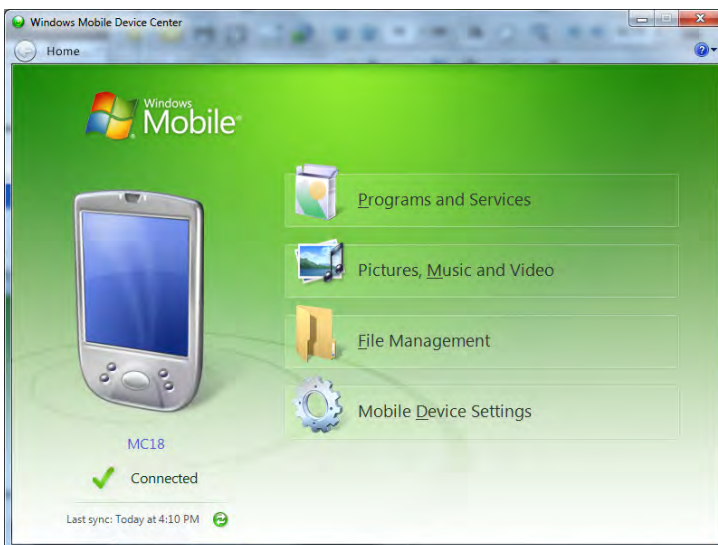 Windows Mobile Device Center
Home
Windows
Mobile
Programs and Services
Pictures, Music and Video
File Management
Mobile Device Settings
MC18
Connected
Last sync: Today at 4:10 PM